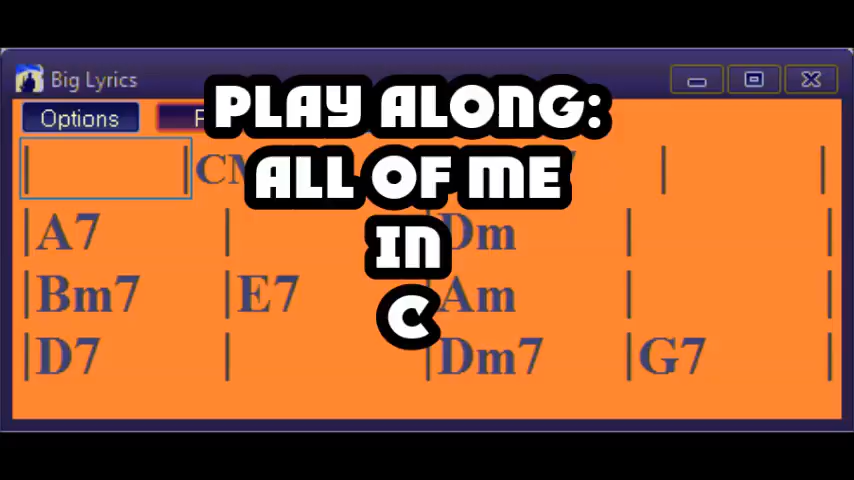 Big Lyrics
Options
PLAY ALONG:
ALL OF ME
IN
C
| | | |
| A7 | | Dm | |
| Bm7 | E7 | Am | |
| D7 | | Dm7 | G7 |